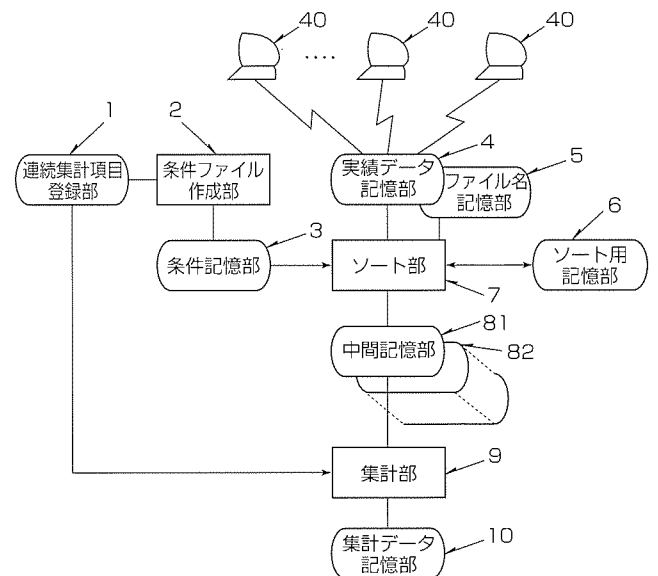 40
40
40
....
1
2
4
5
連続集計項目
登録部
条件ファイル
作成部
実績データ
記憶部
ファイル名
記憶部
3
6
条件記憶部
ソート部
ソート用
記憶部
7
81
中間記憶部
82
集計部
9
集計データ
記憶部
10